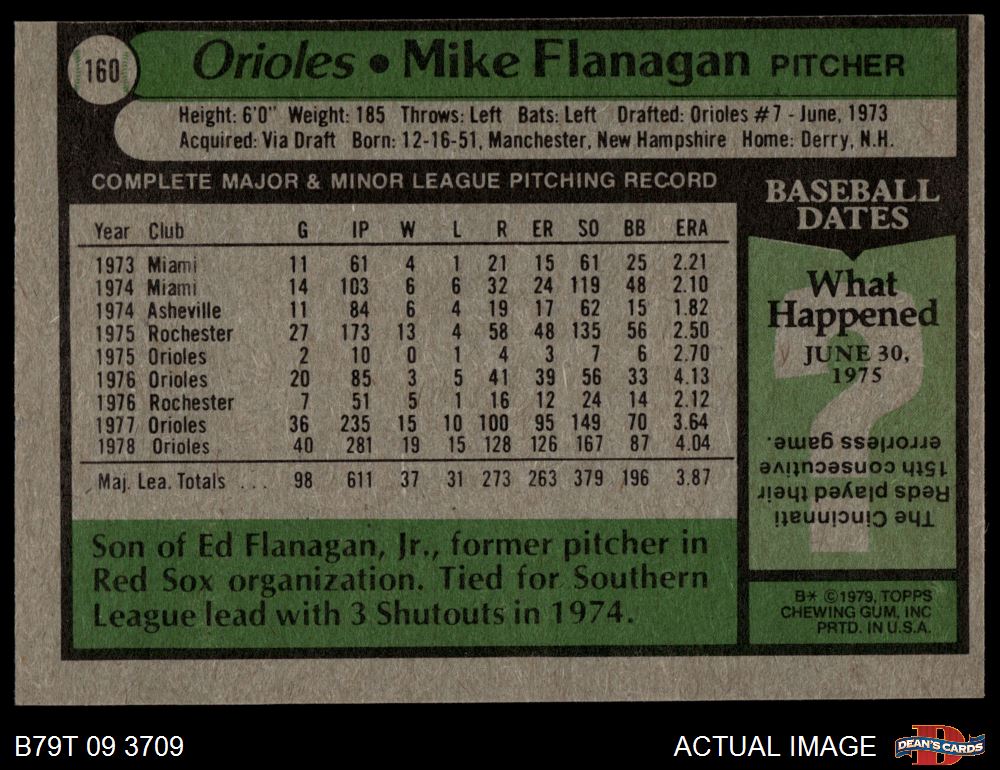 160
Orioles • Mike Flanagan PITCHER
Height: 6'0" Weight: 185 Throws: Left Bats: Left Drafted: Orioles #7 - June, 1973
Acquired: Via Draft Born: 12-16-51, Manchester, New Hampshire Home: Derry, N.H.
COMPLETE MAJOR & MINOR LEAGUE PITCHING RECORD
Year Club G IP W L R ER SO BB ERA
1973 Miami 11 61 4 1 21 15 61 25 2.21
1974 Miami 14 103 6 6 32 24 119 48 2.10
1974 Asheville 11 84 6 4 19 17 62 15 1.82
1975 Rochester 27 173 13 4 58 48 135 56 2.50
1975 Orioles 2 10 0 1 4 3 7 6 2.70
1976 Orioles 20 85 3 5 41 39 56 33 4.13
1976 Rochester 7 51 5 1 16 12 24 14 2.12
1977 Orioles 36 235 15 10 100 95 149 70 3.64
1978 Orioles 40 281 19 15 128 126 167 87 4.04
Maj. Lea. Totals ... 98 611 37 31 273 263 379 196 3.87
Son of Ed Flanagan, Jr., former pitcher in
Red Sox organization. Tied for Southern
League lead with 3 Shutouts in 1974.
BASEBALL
DATES
What
Happened
JUNE 30,
1975
?
The Cincinnati
Reds played their
15th consecutive
errorless game.
B* ©1979, TOPPS
CHEWING GUM, INC
PRTD. IN U.S.A.
B79T 09 3709
ACTUAL IMAGE
D
DEAN'S CARDS